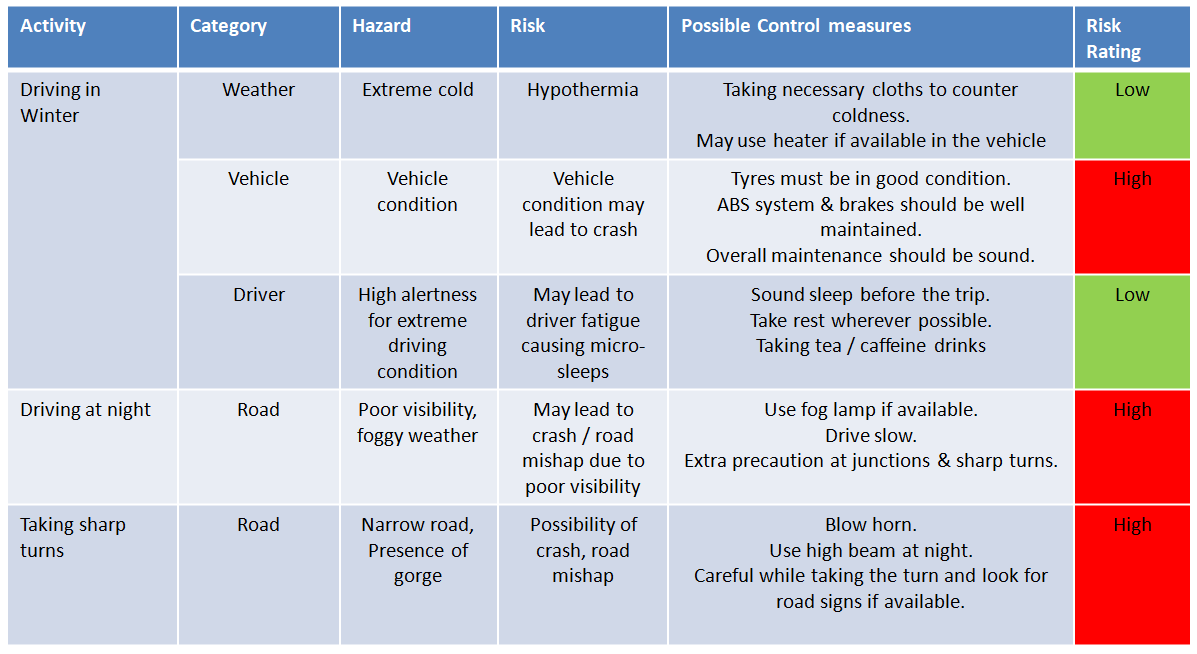 Activity
Category
Hazard
Risk
Possible Control measures
Risk
Rating
Driving in
Winter
Weather
Extreme cold
Hypothermia
Taking necessary cloths to counter
coldness.
May use heater if available in the vehicle
Low
Vehicle
Vehicle
condition
Vehicle
condition may
lead to crash
Tyres must be in good condition.
ABS system & brakes should be well
maintained.
Overall maintenance should be sound.
High
Driver
High alertness
for extreme
driving
condition
May lead to
driver fatigue
causing micro-
sleeps
Sound sleep before the trip.
Take rest wherever possible.
Taking tea / caffeine drinks
Low
Driving at night
Road
Poor visibility,
foggy weather
May lead to
crash / road
mishap due to
poor visibility
Use fog lamp if available.
Drive slow.
Extra precaution at junctions & sharp turns.
High
Taking sharp
turns
Road
Narrow road,
Presence of
gorge
Possibility of
crash, road
mishap
Blow horn.
Use high beam at night.
Careful while taking the turn and look for
road signs if available.
High